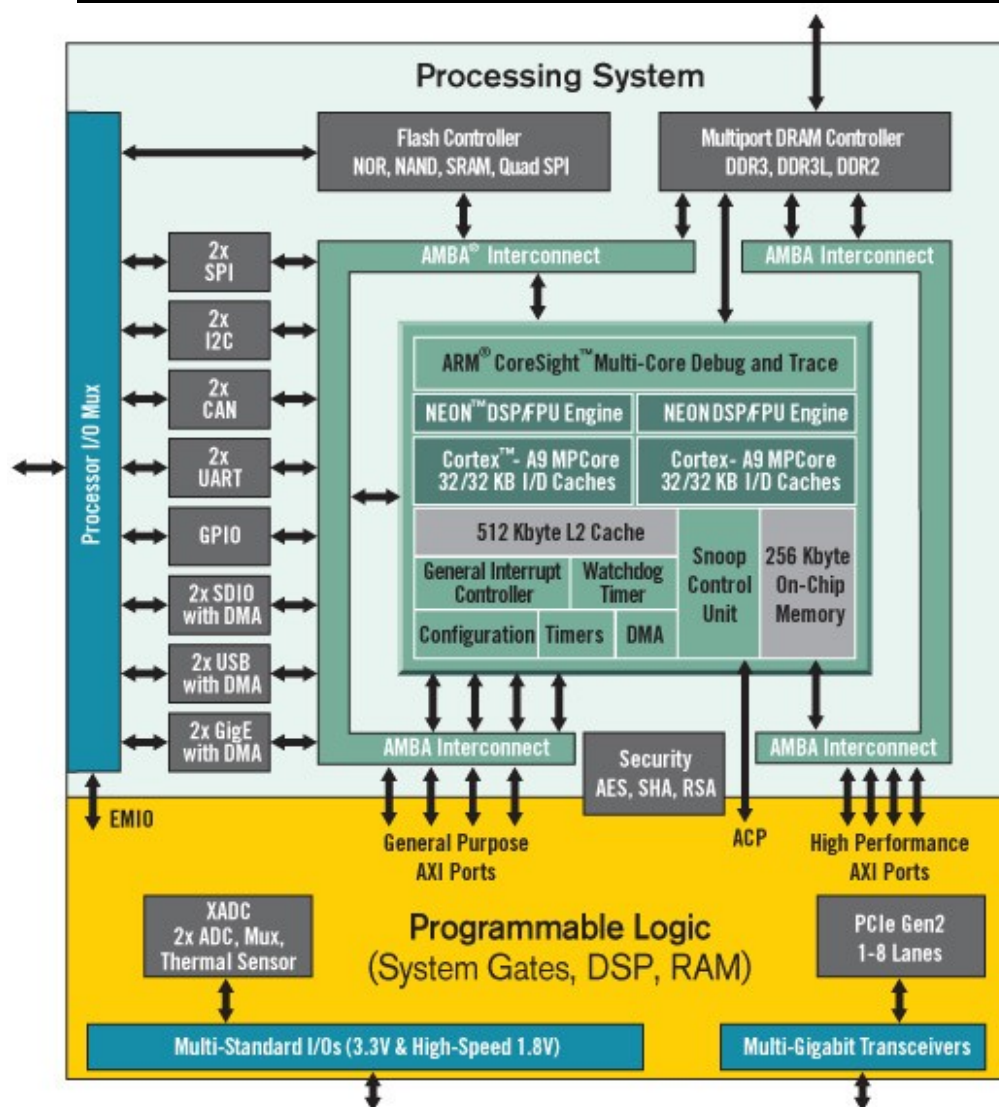 Processing System
Flash Controller
NOR, NAND, SRAM, Quad SPI
Multiport DRAM Controller
DDR3, DDR3L, DDR2
Processor I/O Mux
2x
SPI
2x
I2C
2x
CAN
2x
UART
GPIO
2x SDIO
with DMA
2x USB
with DMA
2x GigE
with DMA
AMBA® Interconnect
AMBA Interconnect
ARM® CoreSight™ Multi-Core Debug and Trace
NEON™ DSP/FPU Engine
NEON DSP/FPU Engine
Cortex™- A9 MPCore
32/32 KB I/D Caches
Cortex- A9 MPCore
32/32 KB I/D Caches
512 Kbyte L2 Cache
General Interrupt
Controller
Watchdog
Timer
Configuration
Timers
DMA
Snoop
Control
Unit
256 Kbyte
On-Chip
Memory
AMBA Interconnect
Security
AES, SHA, RSA
AMBA Interconnect
EMIO
General Purpose
AXI Ports
ACP
High Performance
AXI Ports
XADC
2x ADC, Mux,
Thermal Sensor
Programmable Logic
(System Gates, DSP, RAM)
PCIe Gen2
1-8 Lanes
Multi-Standard I/Os (3.3V & High-Speed 1.8V)
Multi-Gigabit Transceivers